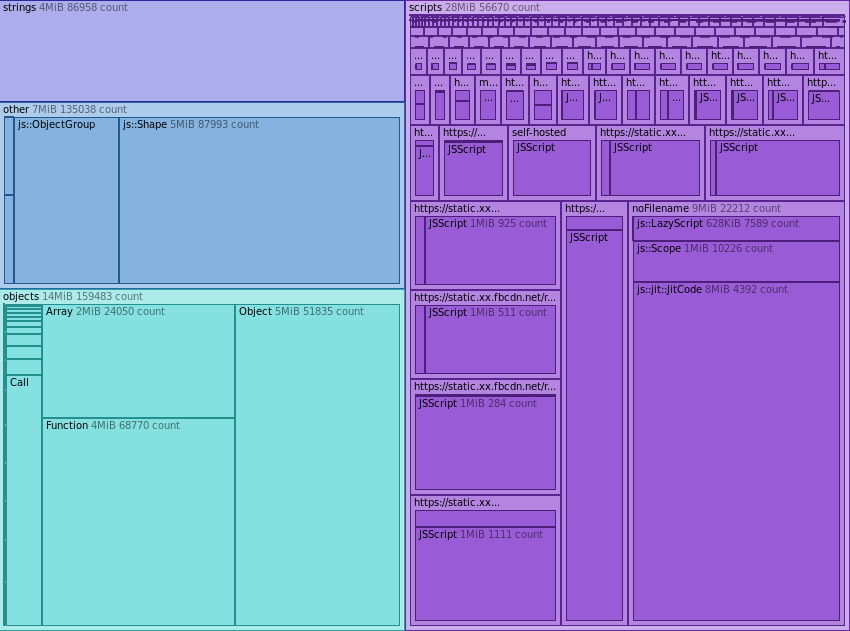 strings 4MiB 86958 count
other 7MiB 135038 count
js::ObjectGroup
js::Shape 5MiB 87993 count
objects 14MiB 159483 count
Array 2MiB 24050 count
Object 5MiB 51835 count
Call
Function 4MiB 68770 count
scripts 28MiB 56670 count
... ... ... ... ... ... ... ... ... h... h... h... h... h... ht... h... h... h... ht...
... ... h... m... ht... h... ht... htt... ht... ht... htt... htt... htt... http...
... ... J... J... ... JS... JS... JS... JS...
ht... https://... self-hosted https://static.xx... https://static.xx...
J... JSScript JSScript JSScript JSScript
https://static.xx...
JSScript 1MiB 925 count
https://static.xx.fbcdn.net/r...
JSScript 1MiB 511 count
https://static.xx.fbcdn.net/r...
JSScript 1MiB 284 count
https://static.xx...
JSScript 1MiB 1111 count
https:/...
JSScript
noFilename 9MiB 22212 count
js::LazyScript 628KiB 7589 count
js::Scope 1MiB 10226 count
js::jit::JitCode 8MiB 4392 count